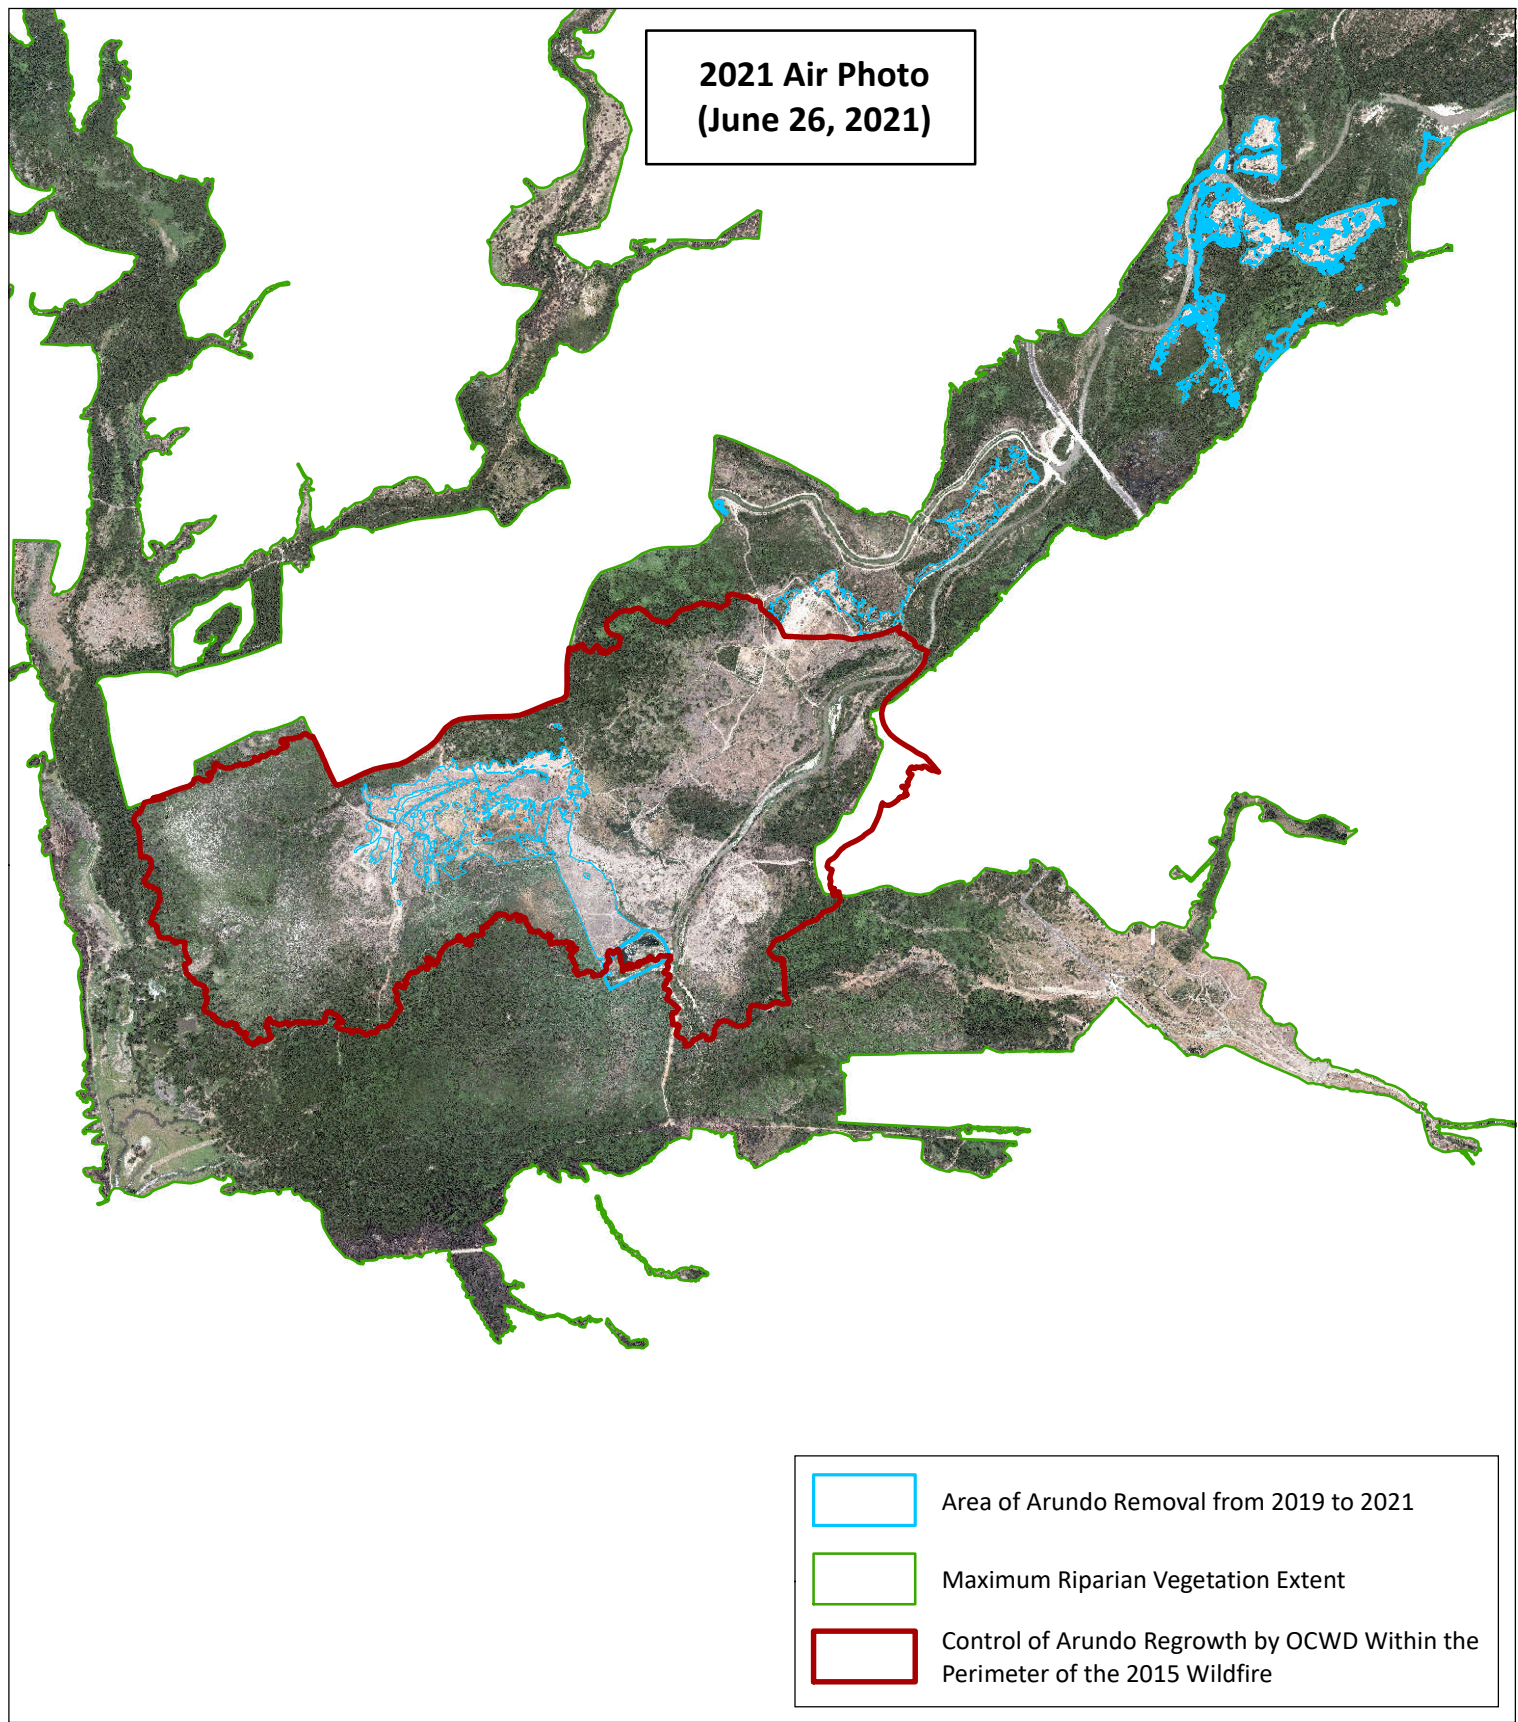 2021 Air Photo
(June 26, 2021)
Area of Arundo Removal from 2019 to 2021
Maximum Riparian Vegetation Extent
Control of Arundo Regrowth by OCWD Within the
Perimeter of the 2015 Wildfire